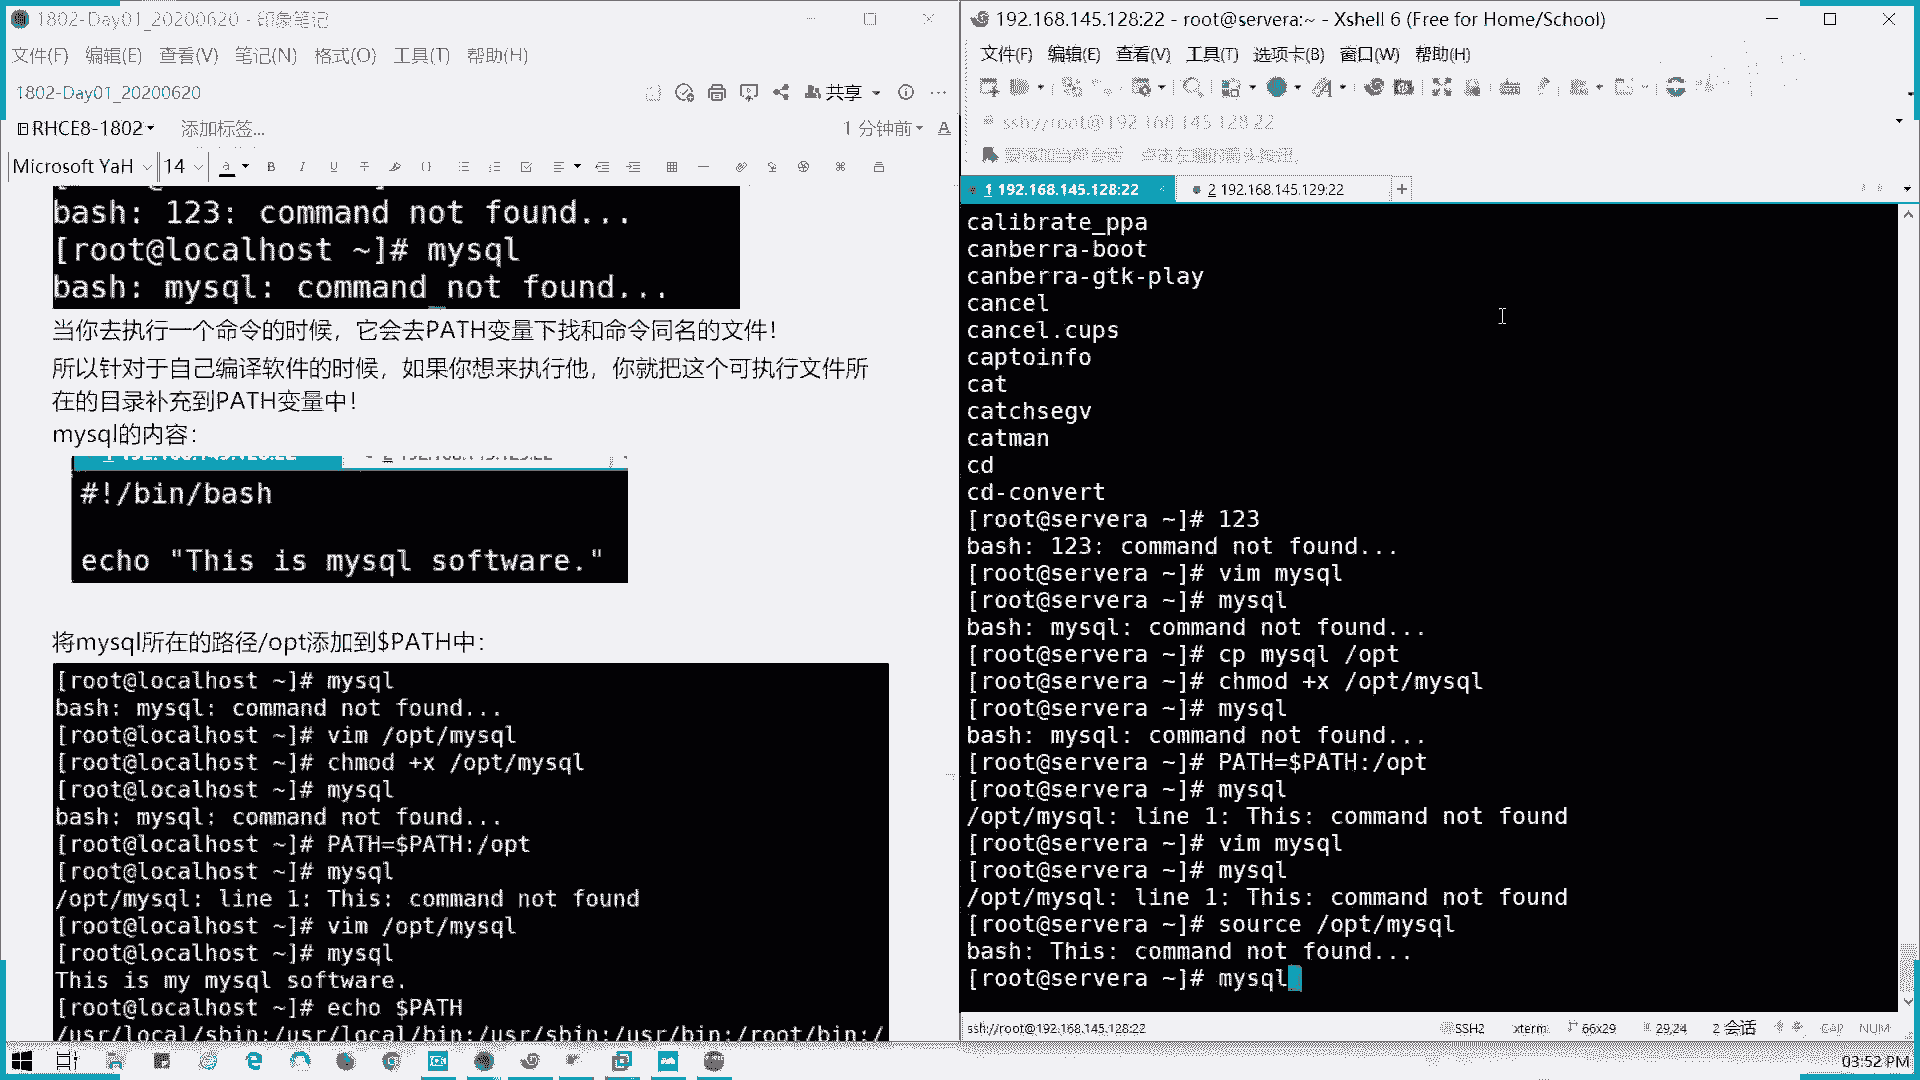 1802-Day01_20200620 - 印象笔记
文件(F) 编辑(E) 查看(V) 笔记(N) 格式(O) 工具(T) 帮助(H)
1802-Day01_20200620
共享
RHCE8-1802 添加标签...
1 分钟前
Microsoft YaH 14
bash: 123: command not found...
[root@localhost ~]# mysql
bash: mysql: command not found...
当你去执行一个命令的时候，它会去PATH变量下找和命令同名的文件！
所以针对于自己编译软件的时候，如果你想来执行他，你就把这个可执行文件所
在的目录补充到PATH变量中！
mysql的内容：
#!/bin/bash
echo "This is mysql software."
将mysql所在的路径/opt添加到$PATH中：
[root@localhost ~]# mysql
bash: mysql: command not found...
[root@localhost ~]# vim /opt/mysql
[root@localhost ~]# chmod +x /opt/mysql
[root@localhost ~]# mysql
bash: mysql: command not found...
[root@localhost ~]# PATH=$PATH:/opt
[root@localhost ~]# mysql
/opt/mysql: line 1: This: command not found
[root@localhost ~]# vim /opt/mysql
[root@localhost ~]# mysql
This is my mysql software.
[root@localhost ~]# echo $PATH
/usr/local/sbin:/usr/local/bin:/usr/sbin:/usr/bin:/root/bin:/
192.168.145.128:22 - root@servera:~ - Xshell 6 (Free for Home/School)
文件(F) 编辑(E) 查看(V) 工具(T) 选项卡(B) 窗口(W) 帮助(H)
ssh://root@192.168.145.128:22
1 192.168.145.128:22
2 192.168.145.129:22
calibrate_ppa
canberra-boot
canberra-gtk-play
cancel
cancel.cups
captoinfo
cat
catchsegv
catman
cd
cd-convert
[root@servera ~]# 123
bash: 123: command not found...
[root@servera ~]# vim mysql
[root@servera ~]# mysql
bash: mysql: command not found...
[root@servera ~]# cp mysql /opt
[root@servera ~]# chmod +x /opt/mysql
[root@servera ~]# mysql
bash: mysql: command not found...
[root@servera ~]# PATH=$PATH:/opt
[root@servera ~]# mysql
/opt/mysql: line 1: This: command not found
[root@servera ~]# vim mysql
[root@servera ~]# mysql
/opt/mysql: line 1: This: command not found
[root@servera ~]# source /opt/mysql
bash: This: command not found...
[root@servera ~]# mysql
ssh://root@192.168.145.128:22
SSH2 xterm 66x29 29,24 2 会话 CAP NUM
03:52 PM